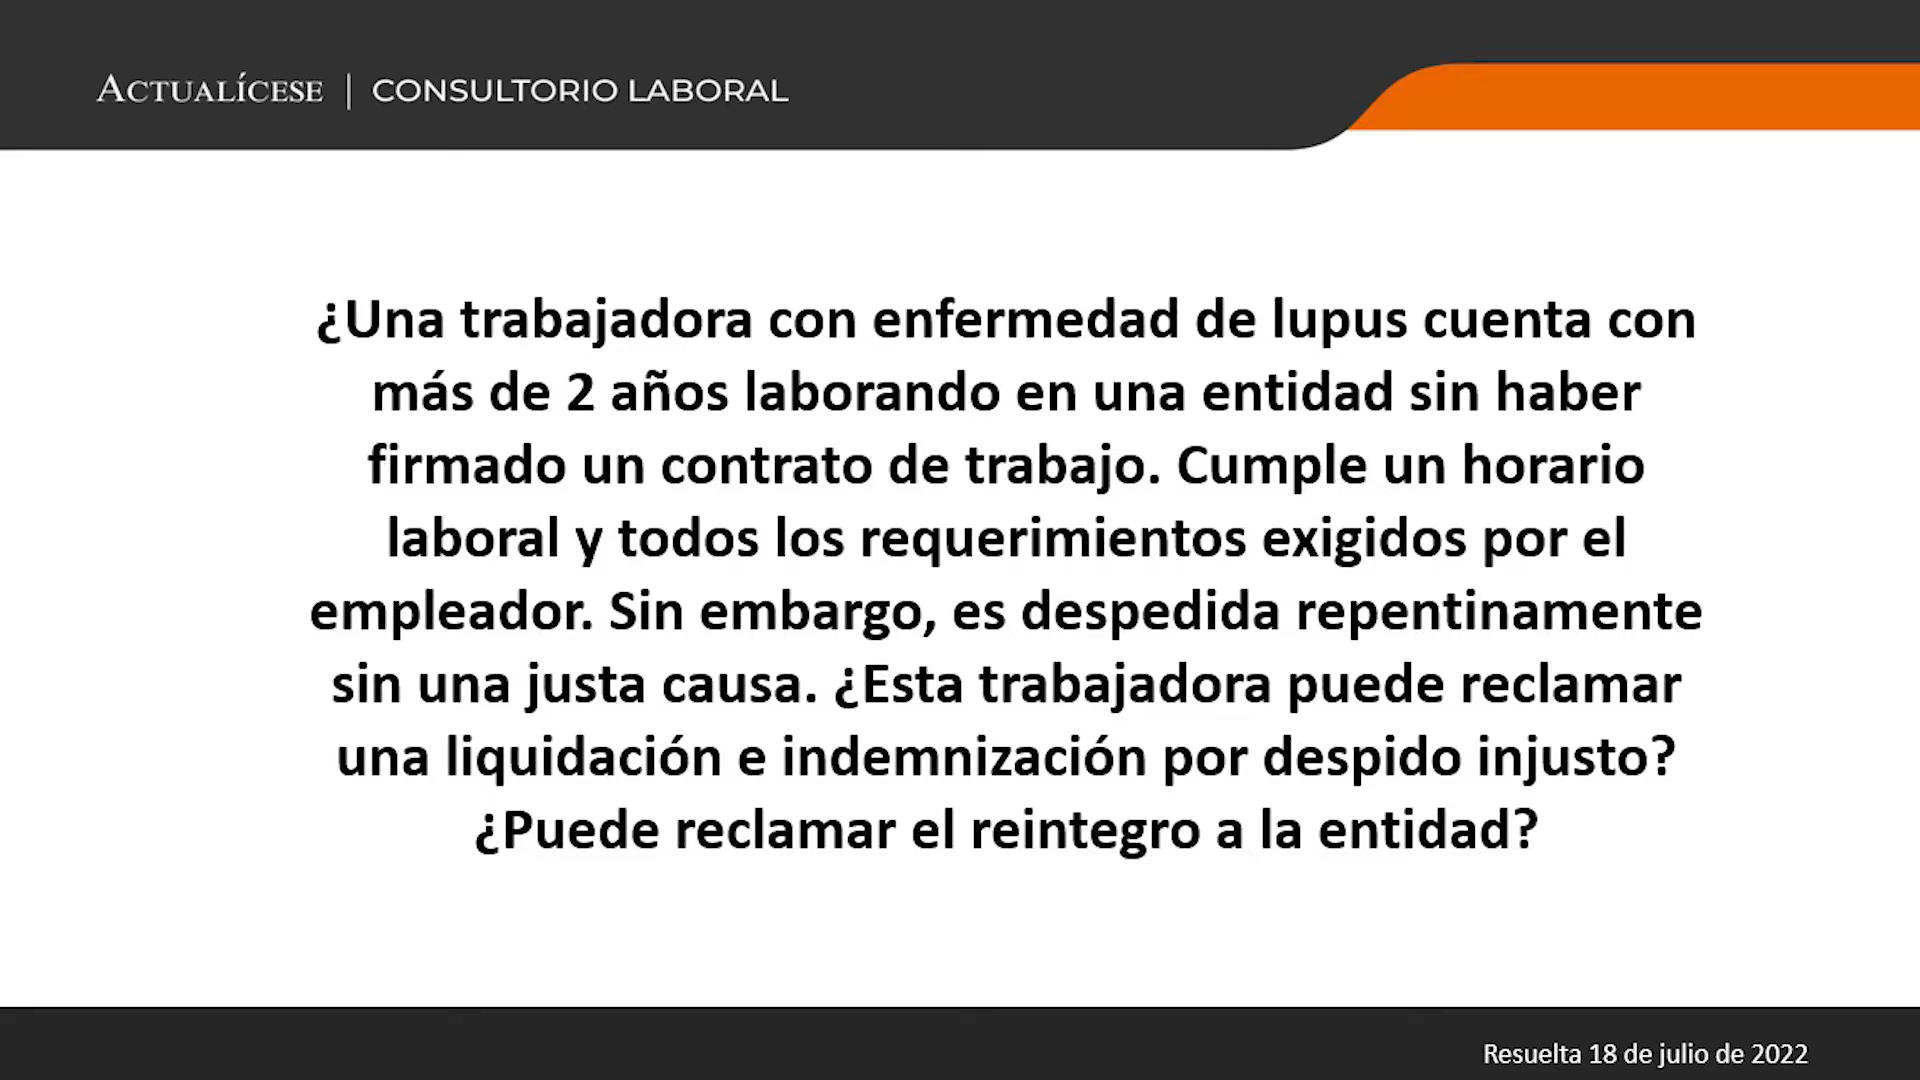 ACTUALÍCESE | CONSULTORIO LABORAL
¿Una trabajadora con enfermedad de lupus cuenta con
más de 2 años laborando en una entidad sin haber
firmado un contrato de trabajo. Cumple un horario
laboral y todos los requerimientos exigidos por el
empleador. Sin embargo, es despedida repentinamente
sin una justa causa. ¿Esta trabajadora puede reclamar
una liquidación e indemnización por despido injusto?
¿Puede reclamar el reintegro a la entidad?
Resuelta 18 de julio de 2022